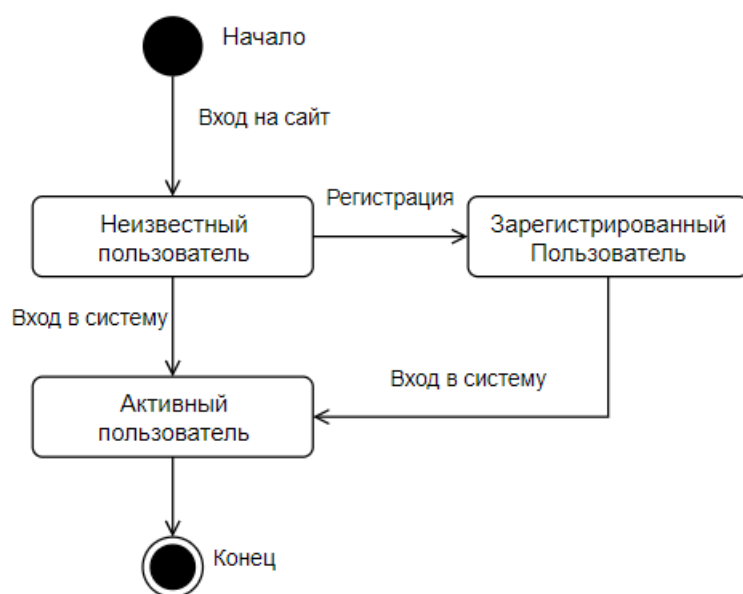 Начало
Вход на сайт
Регистрация
Неизвестный
пользователь
Зарегистрированный
Пользователь
Вход в систему
Вход в систему
Активный
пользователь
Конец